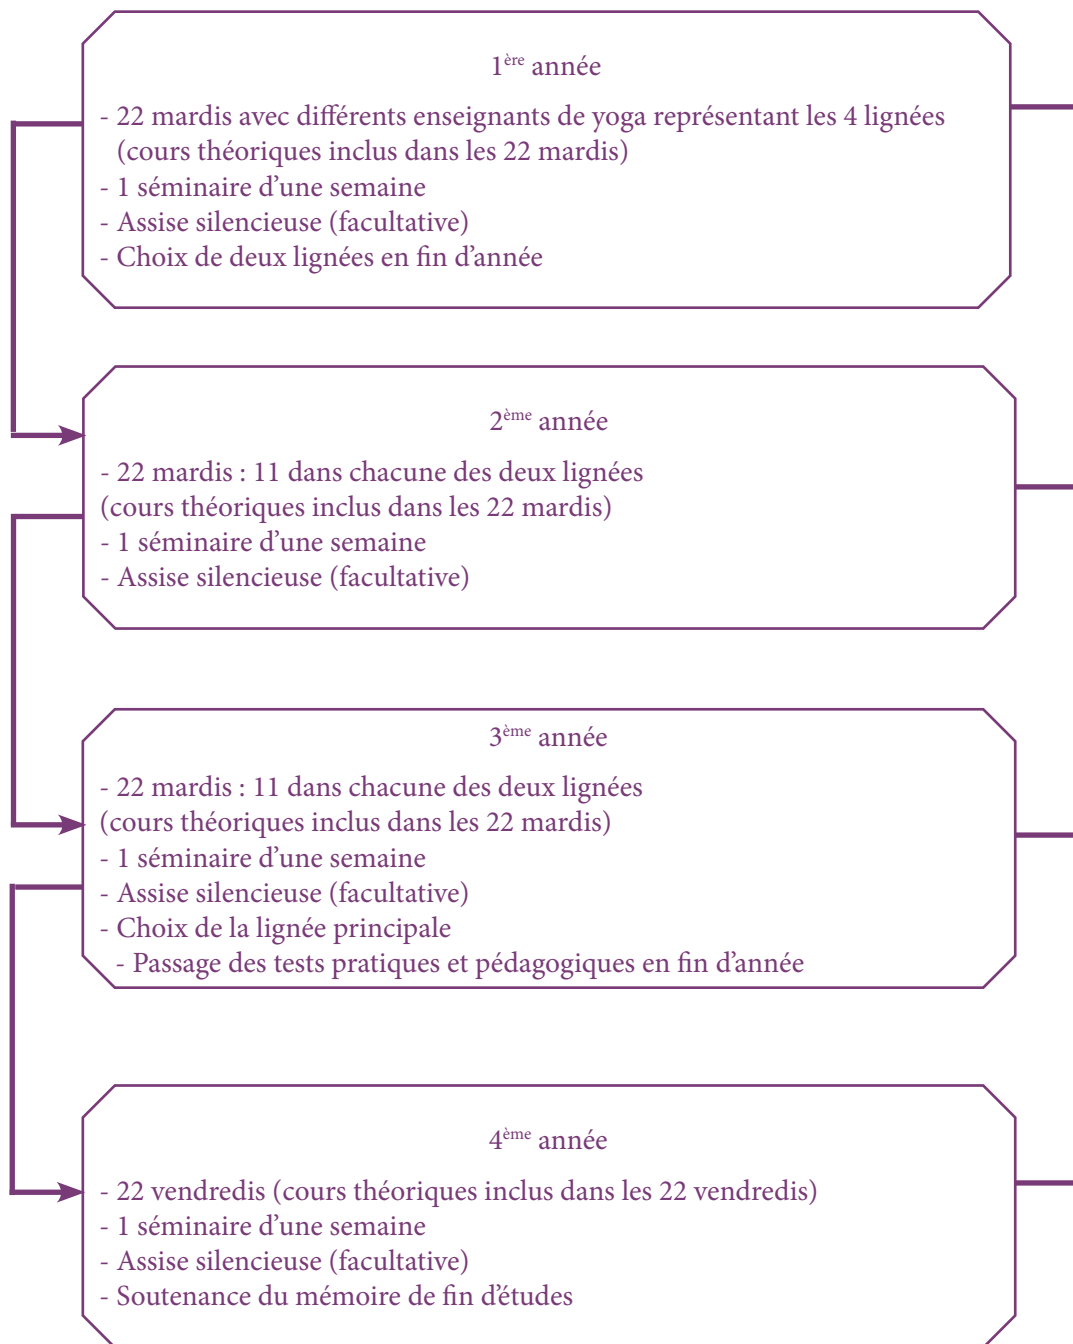 1ère année
- 22 mardis avec différents enseignants de yoga représentant les 4 lignées
(cours théoriques inclus dans les 22 mardis)
- 1 séminaire d’une semaine
- Assise silencieuse (facultative)
- Choix de deux lignées en fin d’année
2ème année
- 22 mardis : 11 dans chacune des deux lignées
(cours théoriques inclus dans les 22 mardis)
- 1 séminaire d’une semaine
- Assise silencieuse (facultative)
3ème année
- 22 mardis : 11 dans chacune des deux lignées
(cours théoriques inclus dans les 22 mardis)
- 1 séminaire d’une semaine
- Assise silencieuse (facultative)
- Choix de la lignée principale
- Passage des tests pratiques et pédagogiques en fin d’année
4ème année
- 22 vendredis (cours théoriques inclus dans les 22 vendredis)
- 1 séminaire d’une semaine
- Assise silencieuse (facultative)
- Soutenance du mémoire de fin d’études